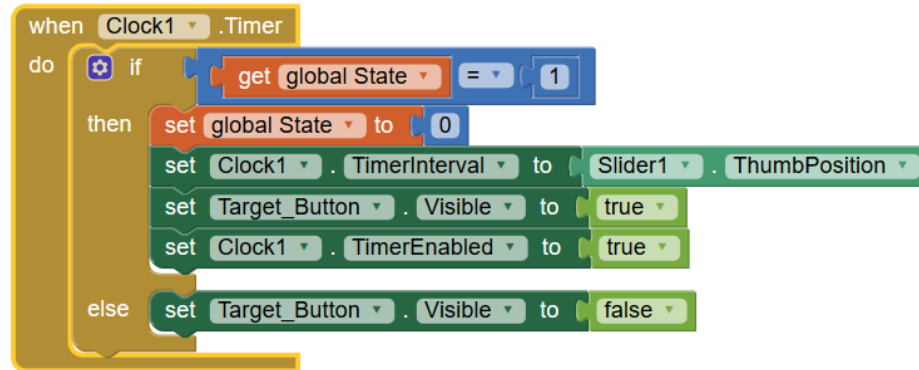 when Clock1 .Timer
do if get global State = 1
then set global State to 0
set Clock1 . TimerInterval to Slider1 . ThumbPosition
set Target_Button . Visible to true
set Clock1 . TimerEnabled to true
else set Target_Button . Visible to false